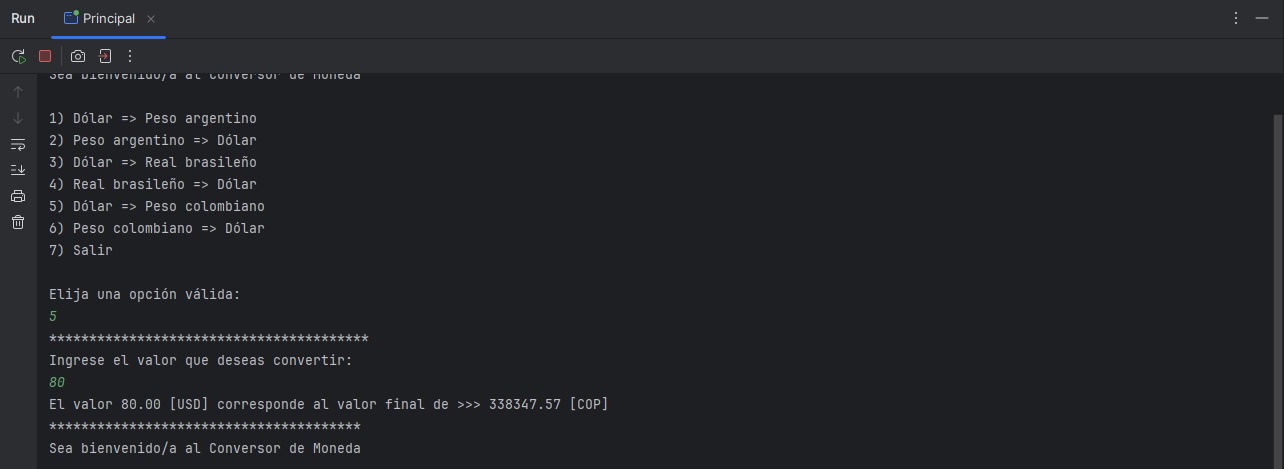 Run Principal
Sea bienvenido/a al Conversor de Moneda
1) Dólar => Peso argentino
2) Peso argentino => Dólar
3) Dólar => Real brasileño
4) Real brasileño => Dólar
5) Dólar => Peso colombiano
6) Peso colombiano => Dólar
7) Salir
Elija una opción válida:
5
****************************************
Ingrese el valor que deseas convertir:
80
El valor 80.00 [USD] corresponde al valor final de >>> 338347.57 [COP]
***************************************
Sea bienvenido/a al Conversor de Moneda